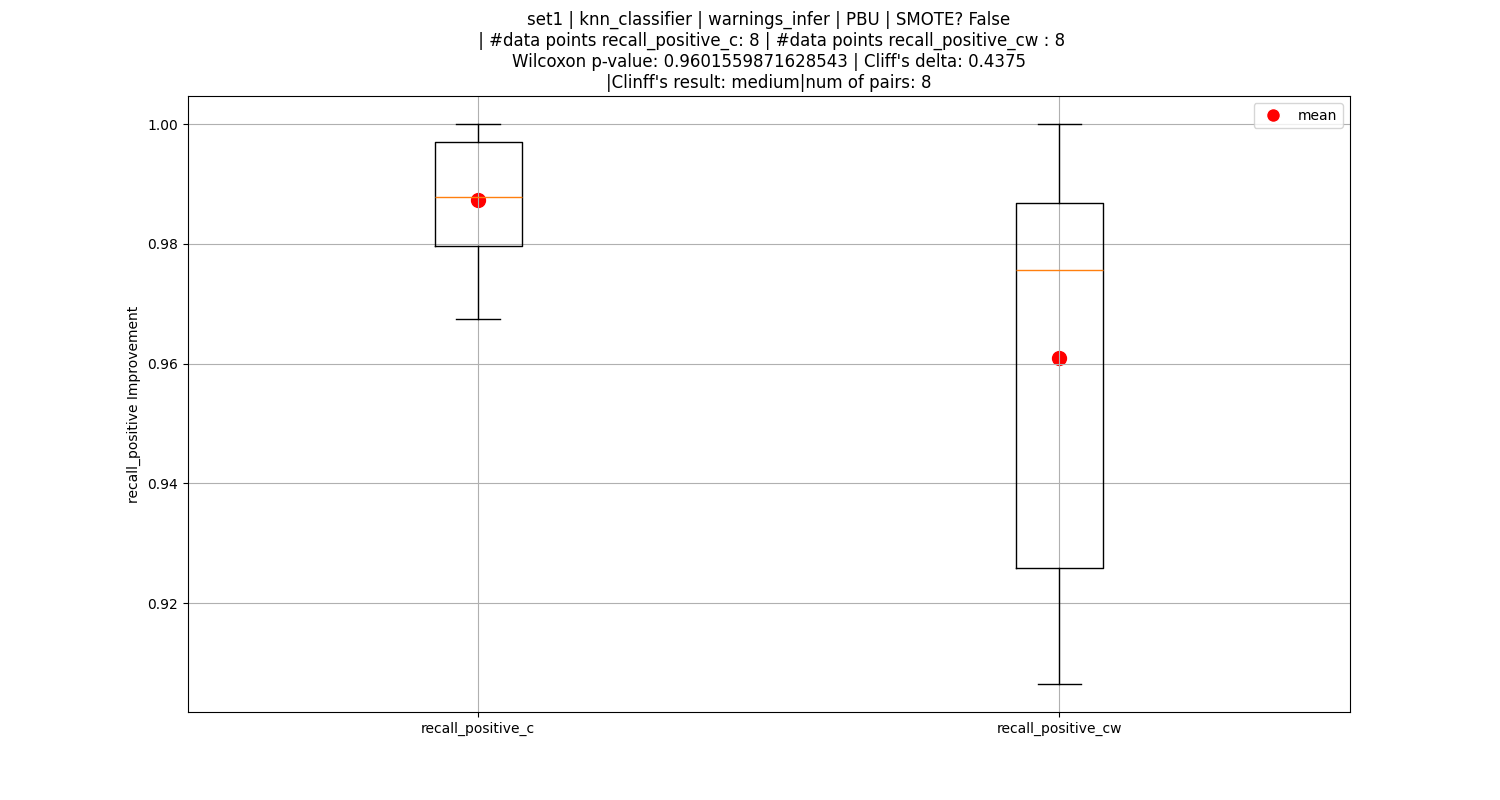 set1 | knn_classifier | warnings_infer | PBU | SMOTE? False
| #data points recall_positive_c: 8 | #data points recall_positive_cw : 8
Wilcoxon p-value: 0.9601559871628543 | Cliff's delta: 0.4375
|Clinff's result: medium|num of pairs: 8
mean
1.00
0.98
0.96
0.94
0.92
recall_positive Improvement
recall_positive_c
recall_positive_cw